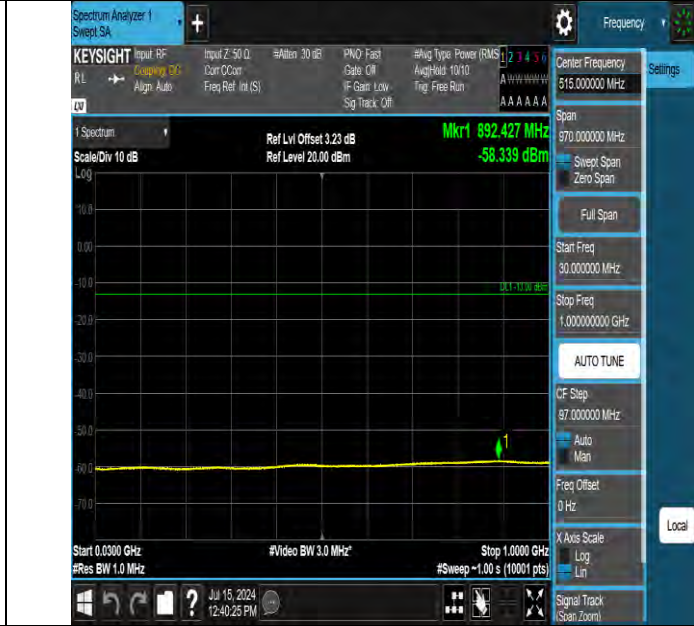 Spectrum Analyzer 1
Swept SA
Frequency
KEYSIGHT
RL
Input: RF
Coupling: DC
Align: Auto
Input Z: 50 Ω
Corr CCorr
Freq Ref: Int (S)
#Atten: 30 dB
PNO: Fast
Gate: Off
IF Gain: Low
Sig Track: Off
#Avg Type: Power (RMS
Avg|Hold: 10/10
Trig: Free Run
1 2 3 4 5 6
A W W W W W
A A A A A A
LXI
1 Spectrum
Scale/Div 10 dB
Log
Ref Lvl Offset 3.23 dB
Ref Level 20.00 dBm
Mkr1 892.427 MHz
-58.339 dBm
10.0
0.00
-10.0
-20.0
-30.0
-40.0
-50.0
-60.0
-70.0
DL1 -13.00 dBm
1
Start 0.0300 GHz
#Res BW 1.0 MHz
#Video BW 3.0 MHz*
Stop 1.0000 GHz
#Sweep ~1.00 s (10001 pts)
Jul 15, 2024
12:40:25 PM
Center Frequency
515.000000 MHz
Settings
Span
970.000000 MHz
Swept Span
Zero Span
Full Span
Start Freq
30.000000 MHz
Stop Freq
1.000000000 GHz
AUTO TUNE
CF Step
97.000000 MHz
Auto
Man
Freq Offset
0 Hz
X Axis Scale
Log
Lin
Local
Signal Track
(Span Zoom)